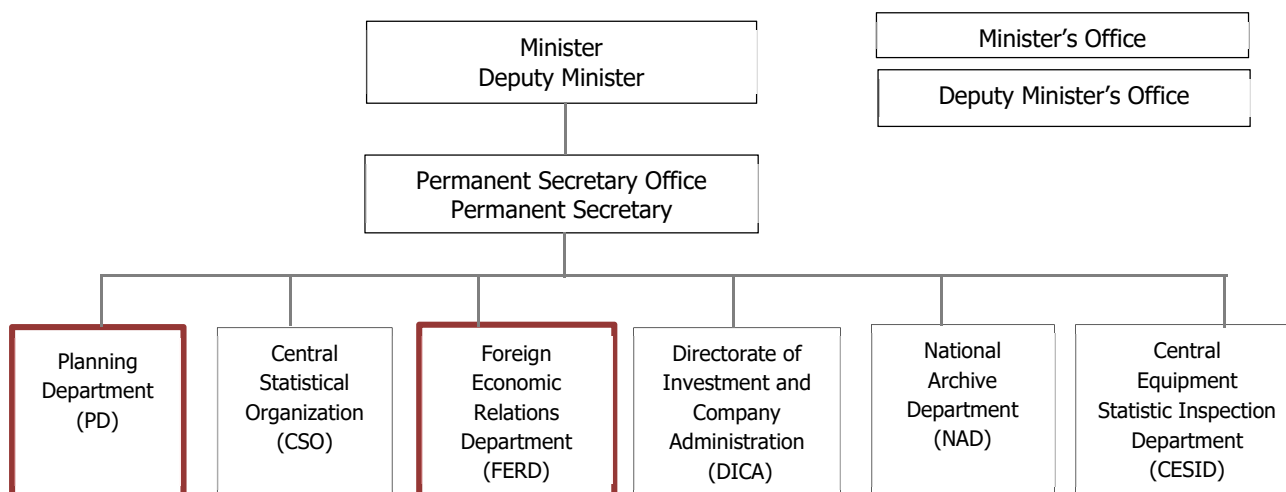 Minister
Deputy Minister
Minister’s Office
Deputy Minister’s Office
Permanent Secretary Office
Permanent Secretary
Planning
Department
(PD)
Central
Statistical
Organization
(CSO)
Foreign
Economic
Relations
Department
(FERD)
Directorate of
Investment and
Company
Administration
(DICA)
National
Archive
Department
(NAD)
Central
Equipment
Statistic Inspection
Department
(CESID)